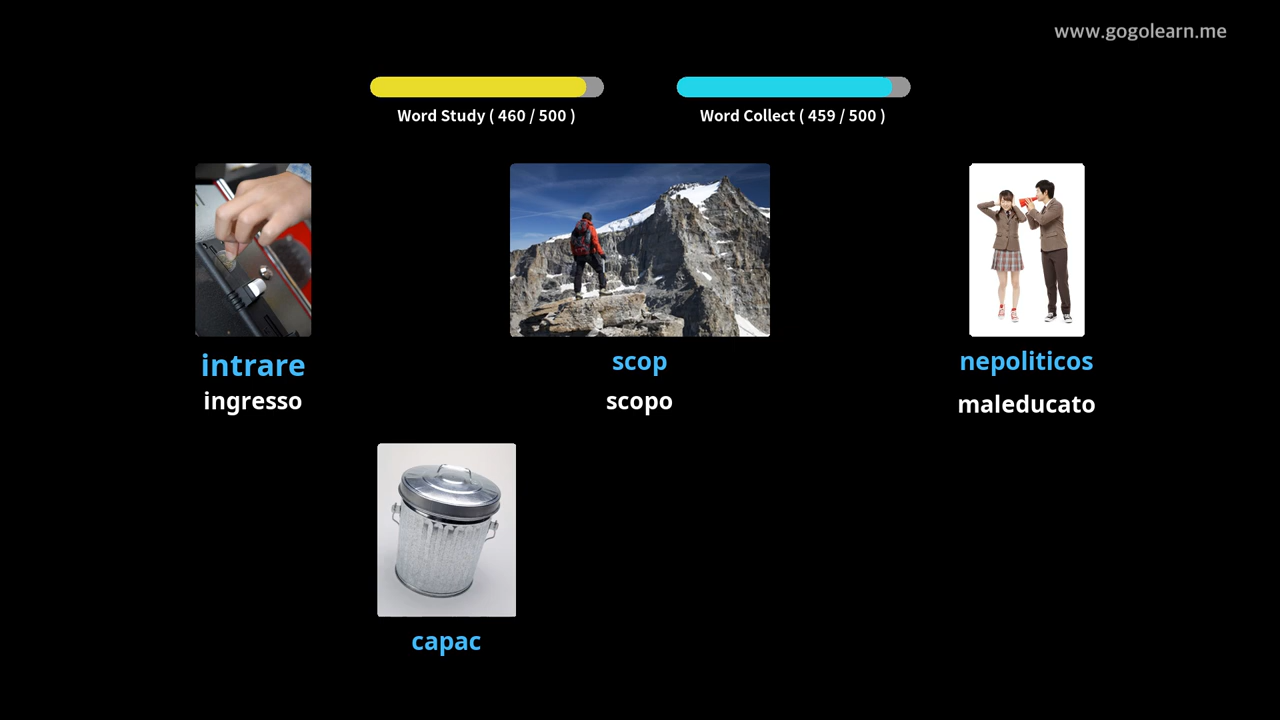 www.gogolearn.me
Word Study ( 460 / 500 )
Word Collect ( 459 / 500 )
intrare
ingresso
scop
scopo
nepoliticos
maleducato
capac